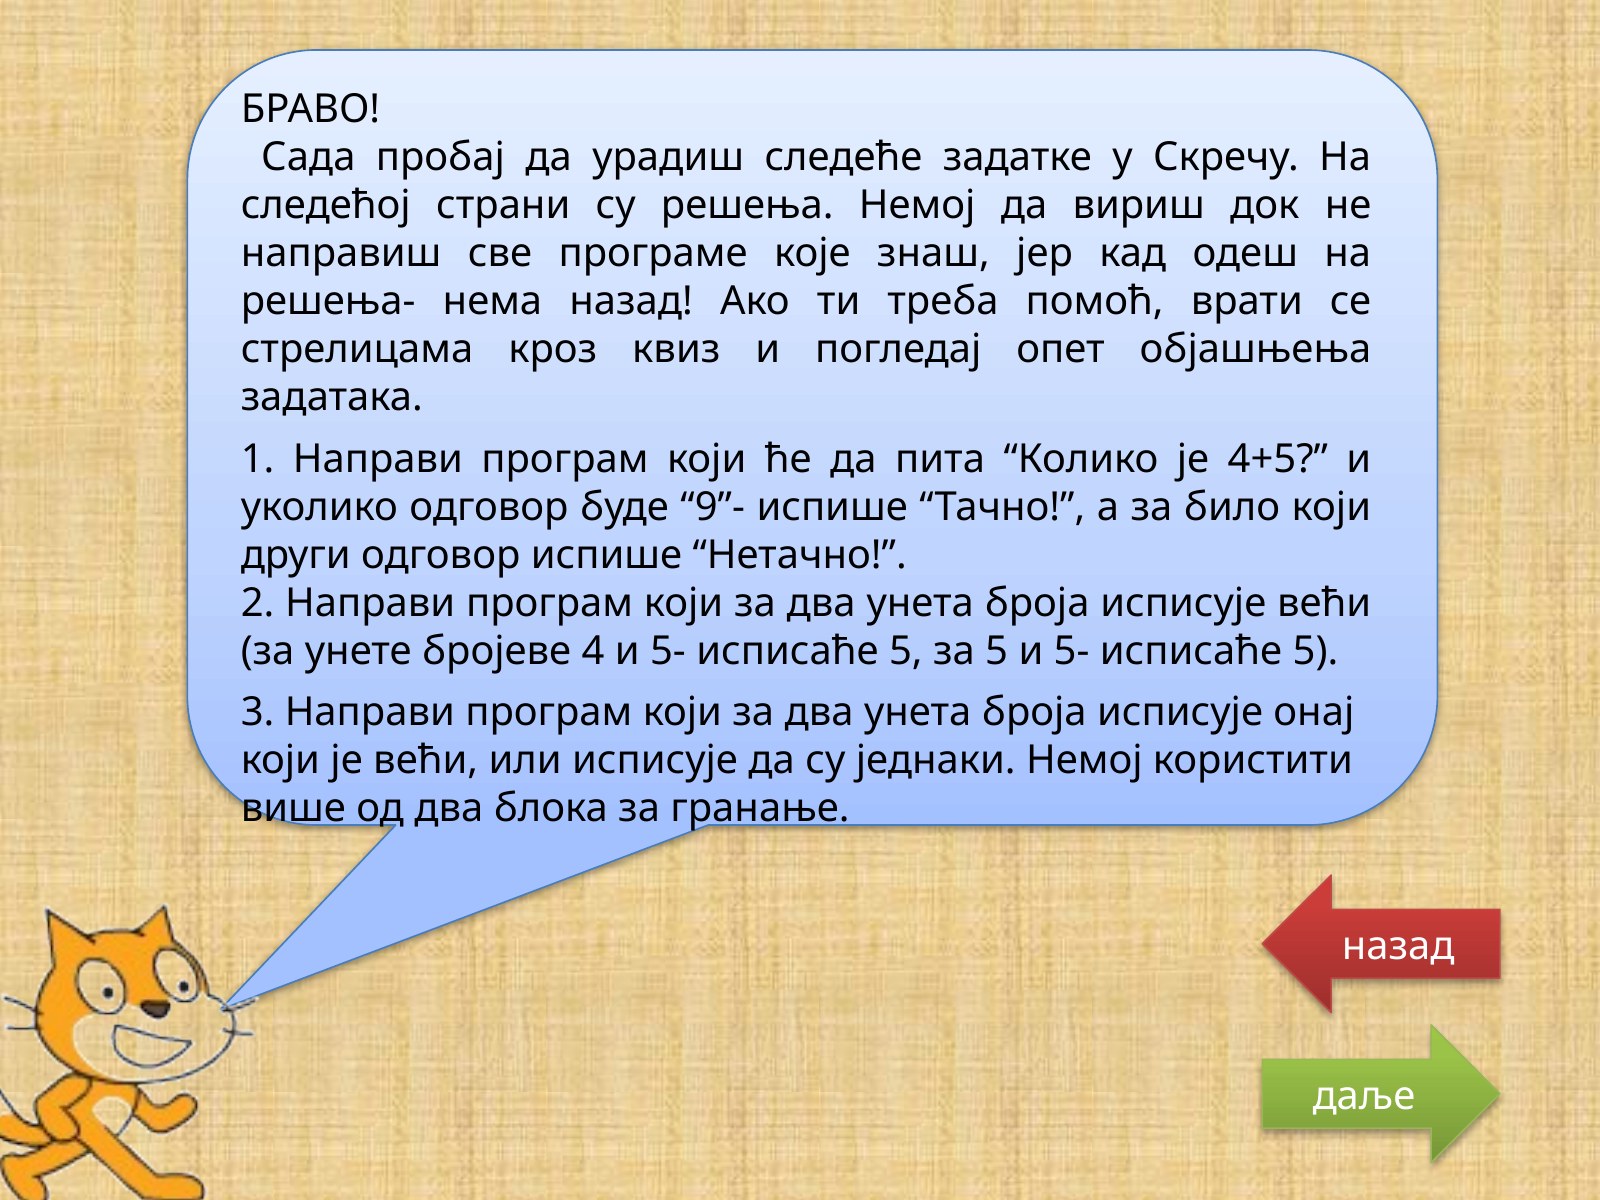 БРАВО!
Сада пробај да урадиш следеће задатке у Скречу. На
следећој страни су решења. Немој да вириш док не
направиш све програме које знаш, јер кад одеш на
решења- нема назад! Ако ти треба помоћ, врати се
стрелицама кроз квиз и погледај опет објашњења
задатака.
1. Направи програм који ће да пита “Колико је 4+5?” и
уколико одговор буде “9”- испише “Тачно!”, а за било који
други одговор испише “Нетачно!”.
2. Направи програм који за два унета броја исписује већи
(за унете бројеве 4 и 5- исписаће 5, за 5 и 5- исписаће 5).
3. Направи програм који за два унета броја исписује онај
који је већи, или исписује да су једнаки. Немој користити
више од два блока за гранање.
назад
даље